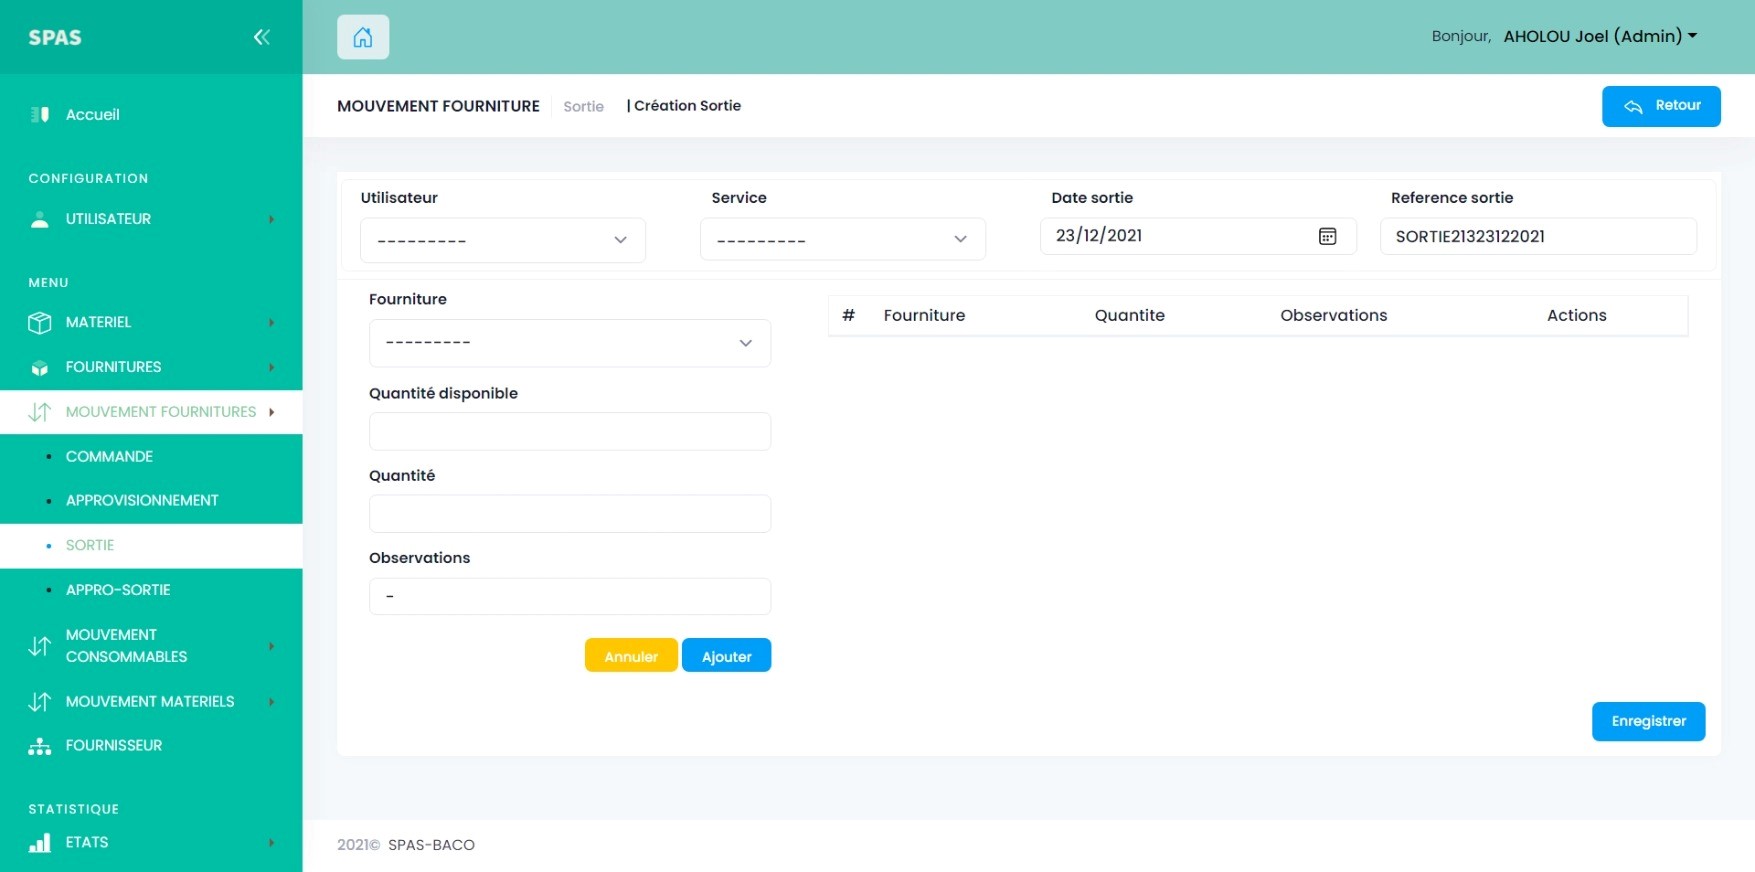 SPAS
Bonjour, AHOLOU Joel (Admin)
Accueil
CONFIGURATION
UTILISATEUR
MENU
MATERIEL
FOURNITURES
MOUVEMENT FOURNITURES
COMMANDE
APPROVISIONNEMENT
SORTIE
APPRO-SORTIE
MOUVEMENT
CONSOMMABLES
MOUVEMENT MATERIELS
FOURNISSEUR
STATISTIQUE
ETATS
MOUVEMENT FOURNITURE Sortie | Création Sortie
Retour
Utilisateur Service Date sortie Reference sortie
--------- --------- 23/12/2021 SORTIE21323122021
Fourniture
---------
Quantité disponible
Quantité
Observations
-
Annuler Ajouter
# Fourniture Quantite Observations Actions
Enregistrer
2021© SPAS-BACO